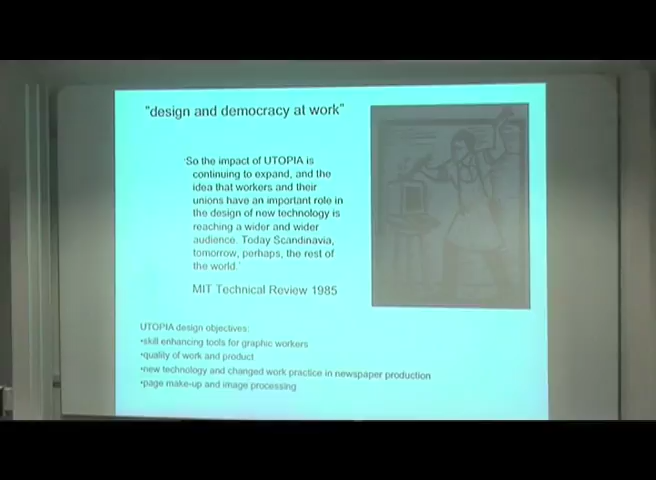 "design and democracy at work"
'So the impact of UTOPIA is
continuing to expand, and the
idea that workers and their
unions have an important role in
the design of new technology is
reaching a wider and wider
audience. Today Scandinavia,
tomorrow, perhaps, the rest of
the world.'
MIT Technical Review 1985
UTOPIA design objectives:
•skill enhancing tools for graphic workers
•quality of work and product
•new technology and changed work practice in newspaper production
•page make-up and image processing